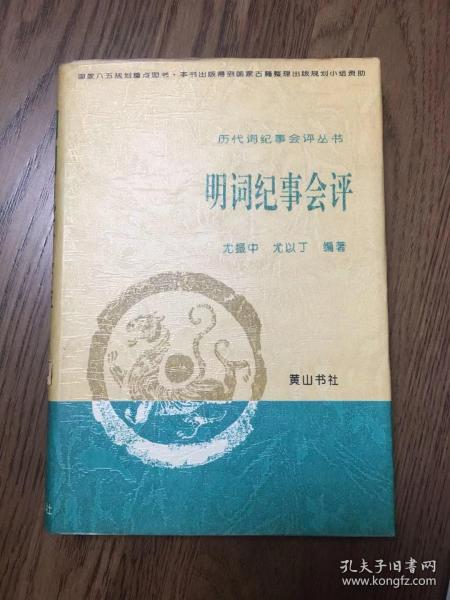 国家八五规划重点图书·本书出版得到国家古籍整理出版规划小组资助
历代词纪事会评丛书
明词纪事会评
尤振中 尤以丁 编著
黄山书社
社
孔夫子旧书网
www.kongfz.com